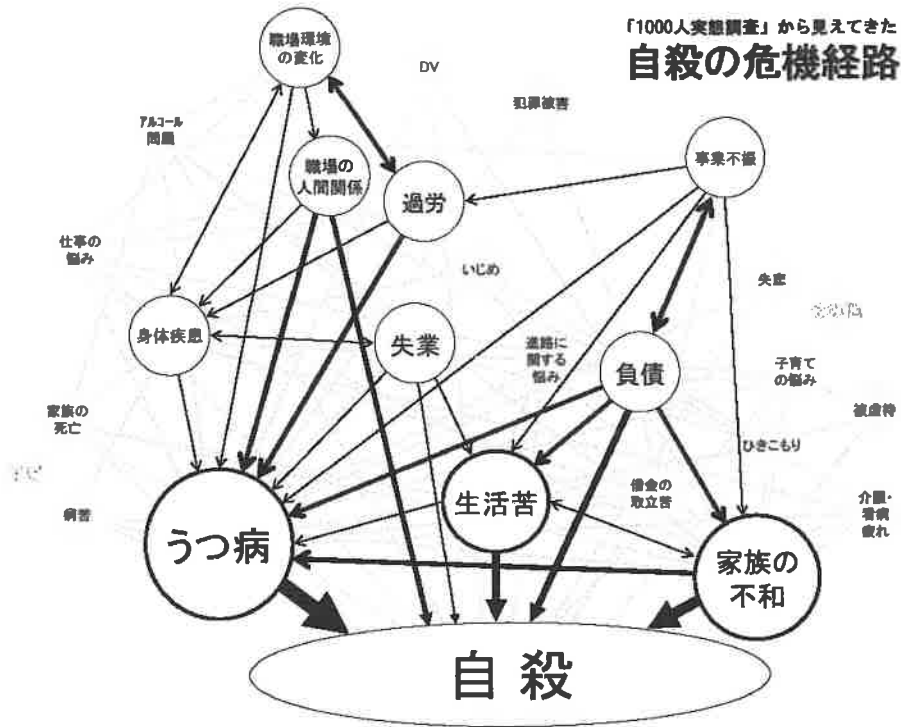 「1000人実態調査」から見えてきた
自殺の危機経路
職場環境
の変化
DV
犯罪被害
アルコール
問題
職場の
人間関係
過労
事業不振
仕事の
悩み
いじめ
失恋
身体疾患
失業
進路に
関する
悩み
負債
子育て
の悩み
家族の
死亡
被虐待
ひきこもり
病苦
うつ病
生活苦
借金の
取立苦
介護・
看病
疲れ
家族の
不和
自殺